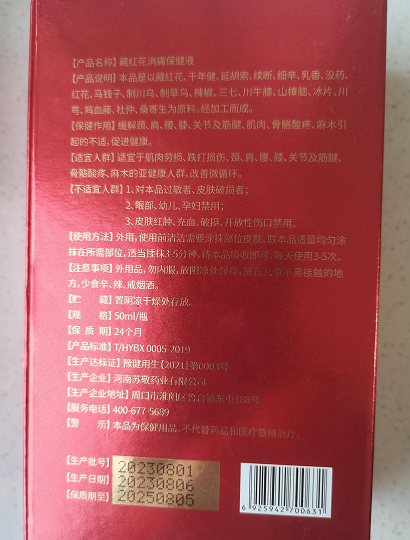 【产品名称】藏红花消痛保健液
【产品说明】本品是以藏红花、千年健、延胡索、续断、细辛、乳香、没药、
红花、马钱子、制川乌、制草乌、辣椒、三七、川牛膝、山樟脑、冰片、川
芎、鸡血藤、杜仲、桑寄生为原料，经加工而成。
【保健作用】缓解颈、肩、腰、膝、关节及筋腱、肌肉、骨骼酸疼、麻木引
起的不适，促进健康。
【适宜人群】适宜于肌肉劳损、跌打损伤、颈、肩、腰、膝、关节及筋腱、
骨骼酸疼、麻木的亚健康人群，改善微循环。
【不适宜人群】1、对本品过敏者、皮肤破损者；
2、眼部、幼儿、孕妇禁用；
3、皮肤红肿、充血、破损、开放性伤口禁用。
【使用方法】外用，使用前清洁需要涂抹部位皮肤，取本品适量均匀涂
抹在所需部位，适当揉抹3-5分钟，待本品吸收即可，每天使用3-5次。
【注意事项】外用品，勿内服，放阴凉处保存，放在儿童不易接触的地
方，少食辛、辣、戒烟酒。
【贮 藏】置阴凉干燥处存放。
【规 格】50ml/瓶
【保 质 期】24个月
【产品标准】T/HYBX 0005-2019
【生产达标证】豫健用生【2021】第0003号
【生产企业】河南苏敬药业有限公司
【生产企业地址】周口市淮阳区鲁台镇东屯188号
【服务电话】400-677-5689
【警 示】本品为保健用品，不代替药品和医疗器械治疗。
【生产批号】20230801
【生产日期】20230806
【保质期至】20250805
6925942700631